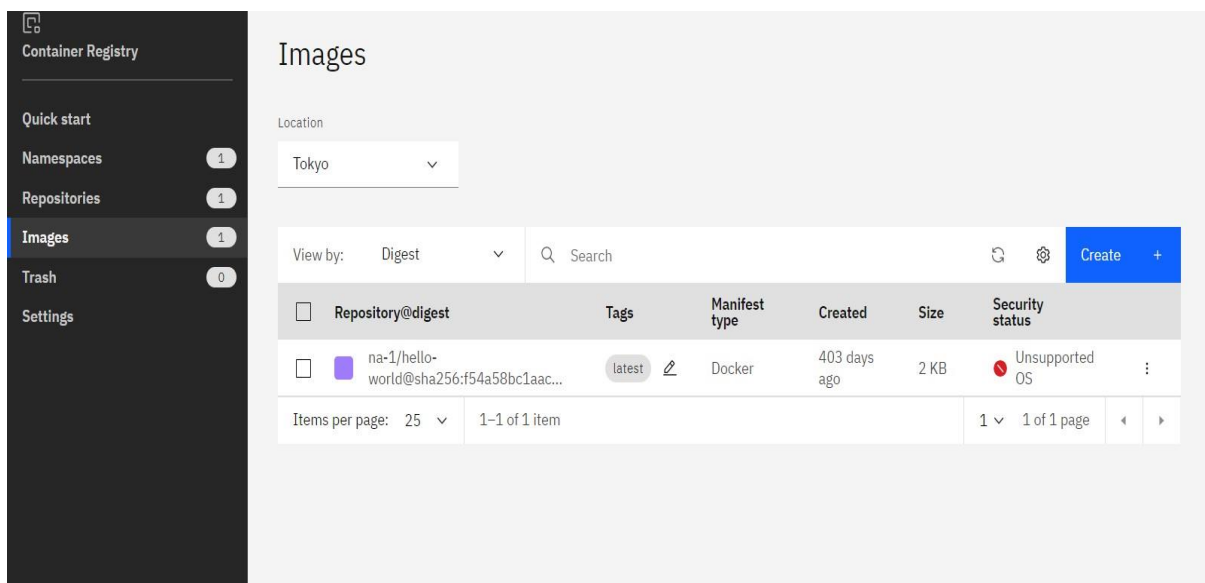 Container Registry
Quick start
Namespaces 1
Repositories 1
Images 1
Trash 0
Settings
Images
Location
Tokyo
View by: Digest Search Create +
Repository@digest Tags Manifest type Created Size Security status
na-1/hello-
world@sha256:f54a58bc1aac... latest Docker 403 days ago 2 KB Unsupported OS
Items per page: 25 1–1 of 1 item 1 1 of 1 page